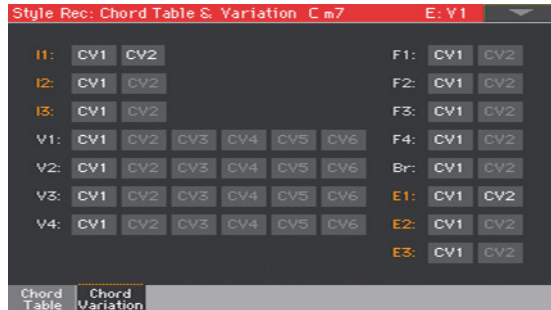 Style Rec: Chord Table & Variation C m7 E: V1
I1: CV1 CV2 F1: CV1 CV2
I2: CV1 CV2 F2: CV1 CV2
I3: CV1 CV2 F3: CV1 CV2
V1: CV1 CV2 CV3 CV4 CV5 CV6 F4: CV1 CV2
V2: CV1 CV2 CV3 CV4 CV5 CV6 Br: CV1 CV2
V3: CV1 CV2 CV3 CV4 CV5 CV6 E1: CV1 CV2
V4: CV1 CV2 CV3 CV4 CV5 CV6 E2: CV1 CV2
E3: CV1 CV2
Chord Table Chord Variation